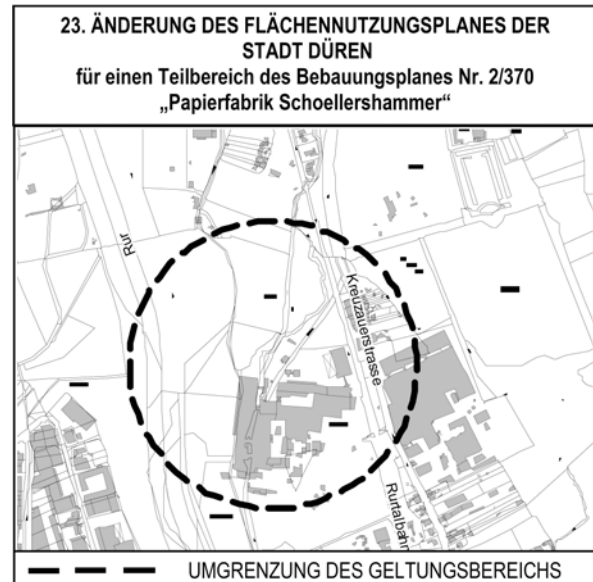 23. ÄNDERUNG DES FLÄCHENNUTZUNGSPLANES DER
STADT DÜREN
für einen Teilbereich des Bebauungsplanes Nr. 2/370
„Papierfabrik Schoellershammer“
Rur
Kreuzauerstrasse
Rurtalbahn
UMGRENZUNG DES GELTUNGSBEREICHS